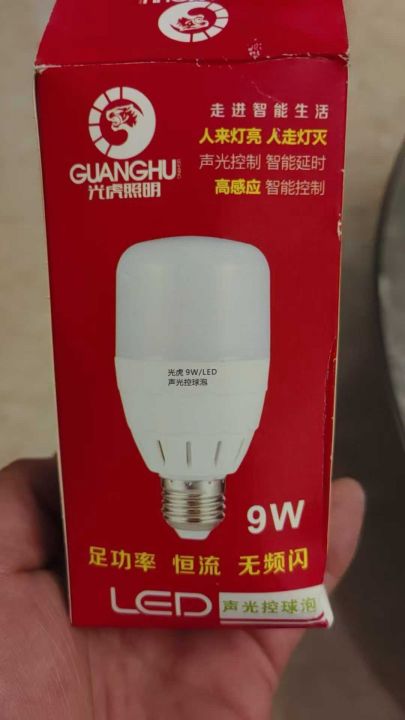 走进智能生活
人来灯亮 人走灯灭
声光控制 智能延时
高感应 智能控制
GUANGHU
光虎照明
光虎 9W/LED
声光控球泡
9W
足功率 恒流 无频闪
LED 声光控球泡